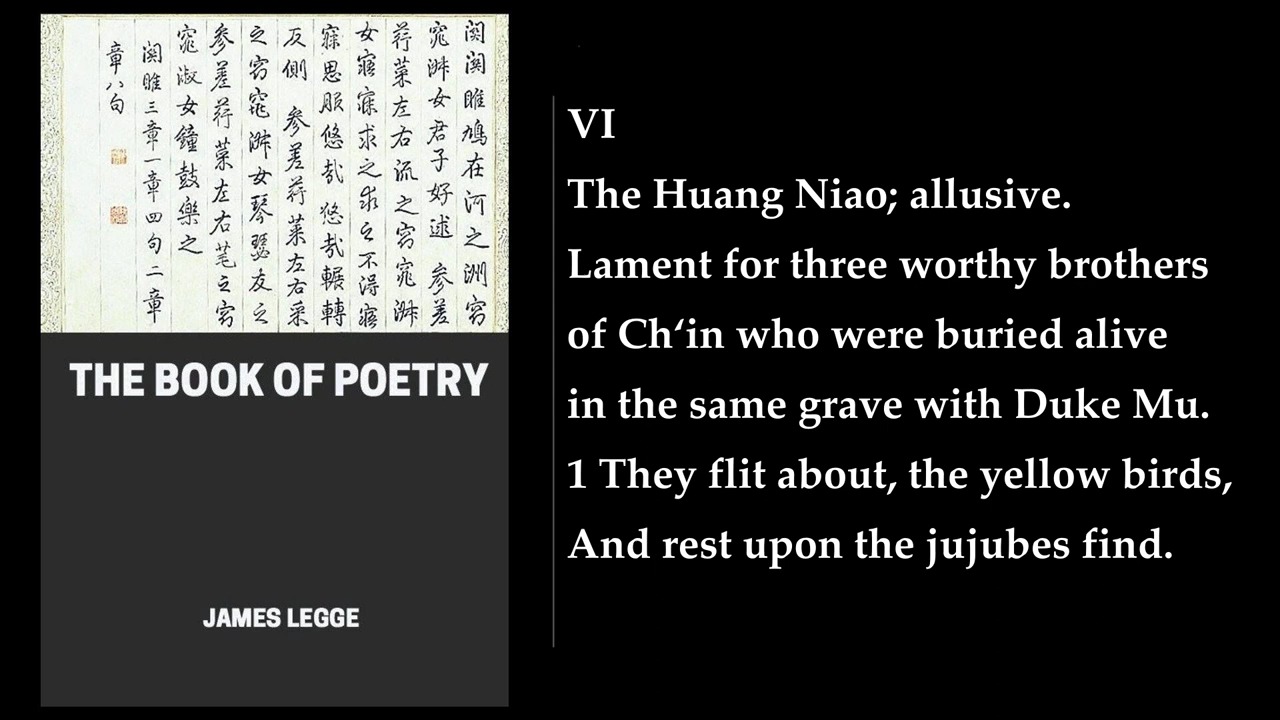 関関雎鳩在河之洲窈
窕淑女君子好逑 參差
荇菜左右流之窈窕淑
女寤寐求之求之不得寤
寐思服悠哉悠哉輾轉
反側 參差荇菜左右采
之窈窕淑女琴瑟友之
參差荇菜左右芼之窈
窕淑女鐘鼓樂之
関雎三章一章四句二章
章八句
THE BOOK OF POETRY
JAMES LEGGE
VI
The Huang Niao; allusive.
Lament for three worthy brothers
of Ch‘in who were buried alive
in the same grave with Duke Mu.
1 They flit about, the yellow birds,
And rest upon the jujubes find.